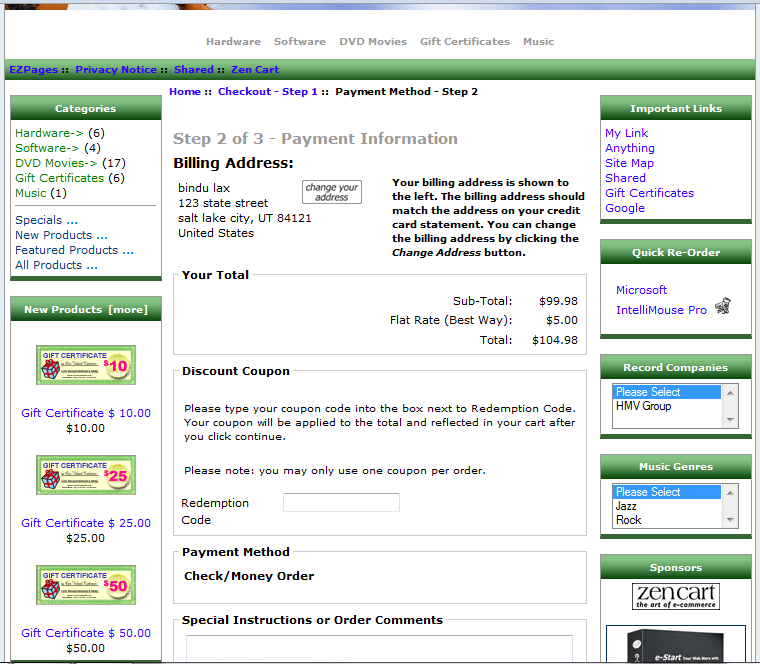 Hardware Software DVD Movies Gift Certificates Music
EZPages :: Privacy Notice :: Shared :: Zen Cart
Home :: Checkout - Step 1 :: Payment Method - Step 2
Categories
Hardware-> (6)
Software-> (4)
DVD Movies-> (17)
Gift Certificates (6)
Music (1)
Specials ...
New Products ...
Featured Products ...
All Products ...
New Products [more]
GIFT CERTIFICATE
$10
Gift Certificate $ 10.00
$10.00
GIFT CERTIFICATE
$25
Gift Certificate $ 25.00
$25.00
GIFT CERTIFICATE
$50
Gift Certificate $ 50.00
$50.00
Step 2 of 3 - Payment Information
Billing Address:
bindu lax
123 state street
salt lake city, UT 84121
United States
change your
address
Your billing address is shown to
the left. The billing address should
match the address on your credit
card statement. You can change
the billing address by clicking the
Change Address button.
Your Total
Sub-Total: $99.98
Flat Rate (Best Way): $5.00
Total: $104.98
Discount Coupon
Please type your coupon code into the box next to Redemption Code.
Your coupon will be applied to the total and reflected in your cart after
you click continue.
Please note: you may only use one coupon per order.
Redemption
Code
Payment Method
Check/Money Order
Special Instructions or Order Comments
Important Links
My Link
Anything
Site Map
Shared
Gift Certificates
Google
Quick Re-Order
Microsoft
IntelliMouse Pro
Record Companies
Please Select
HMV Group
Music Genres
Please Select
Jazz
Rock
Sponsors
zen cart
the art of e-commerce
e-Start Your Web Store with